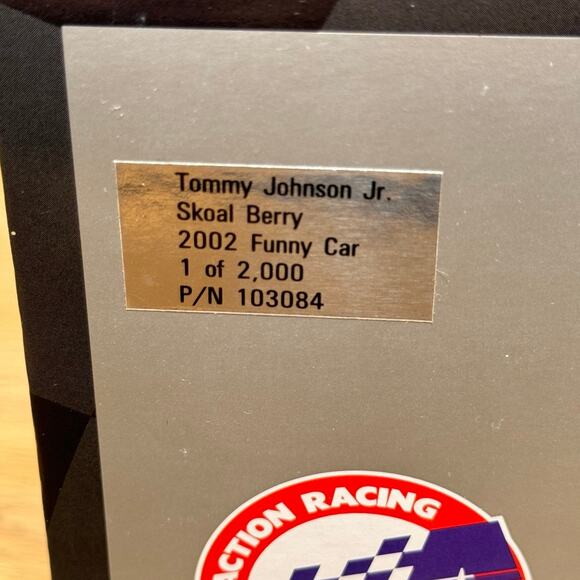 Tommy Johnson Jr.
Skoal Berry
2002 Funny Car
1 of 2,000
P/N 103084
ACTION RACING